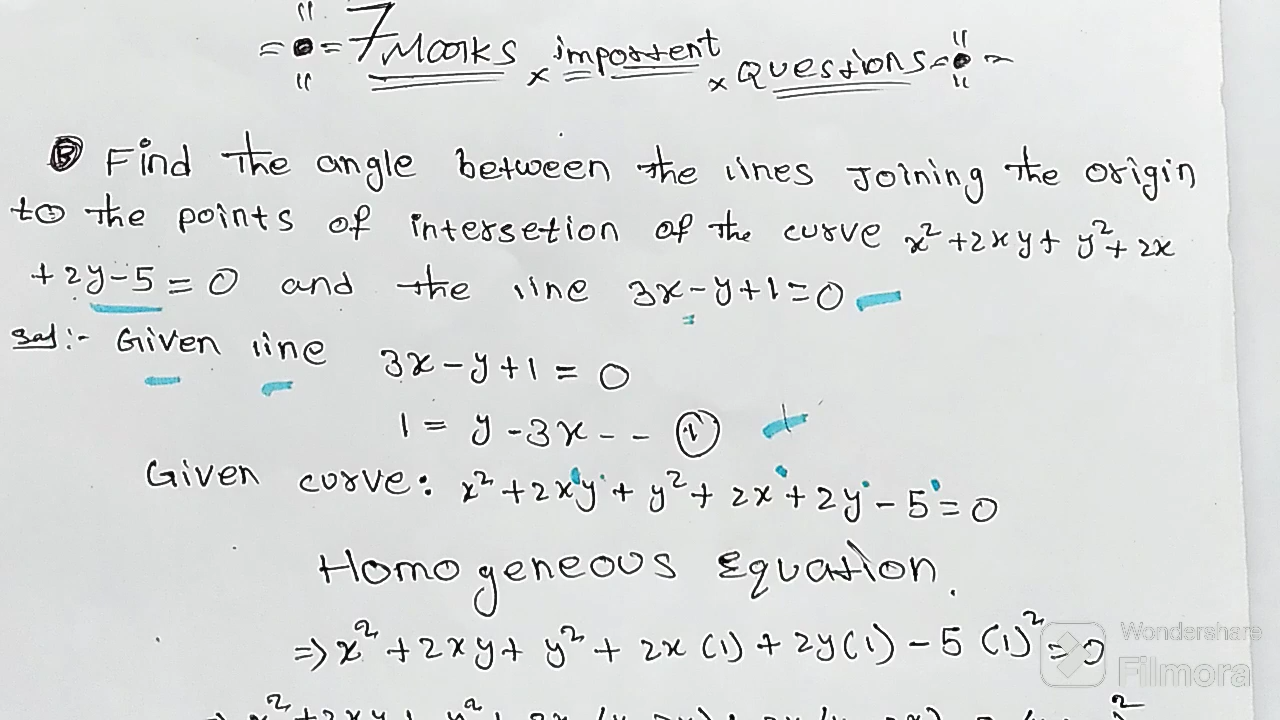 7 Marks × important × Questions
Find the angle between the lines Joining the origin
to the points of intersetion of the curve x² + 2xy + y² + 2x
+ 2y - 5 = 0 and the line 3x - y + 1 = 0
Sol :- Given line 3x - y + 1 = 0
1 = y - 3x - - ①
Given curve : x² + 2xy + y² + 2x + 2y - 5 = 0
Homogeneous Equation.
⇒ x² + 2xy + y² + 2x (1) + 2y (1) - 5 (1)² = 0
Wondershare
Filmora